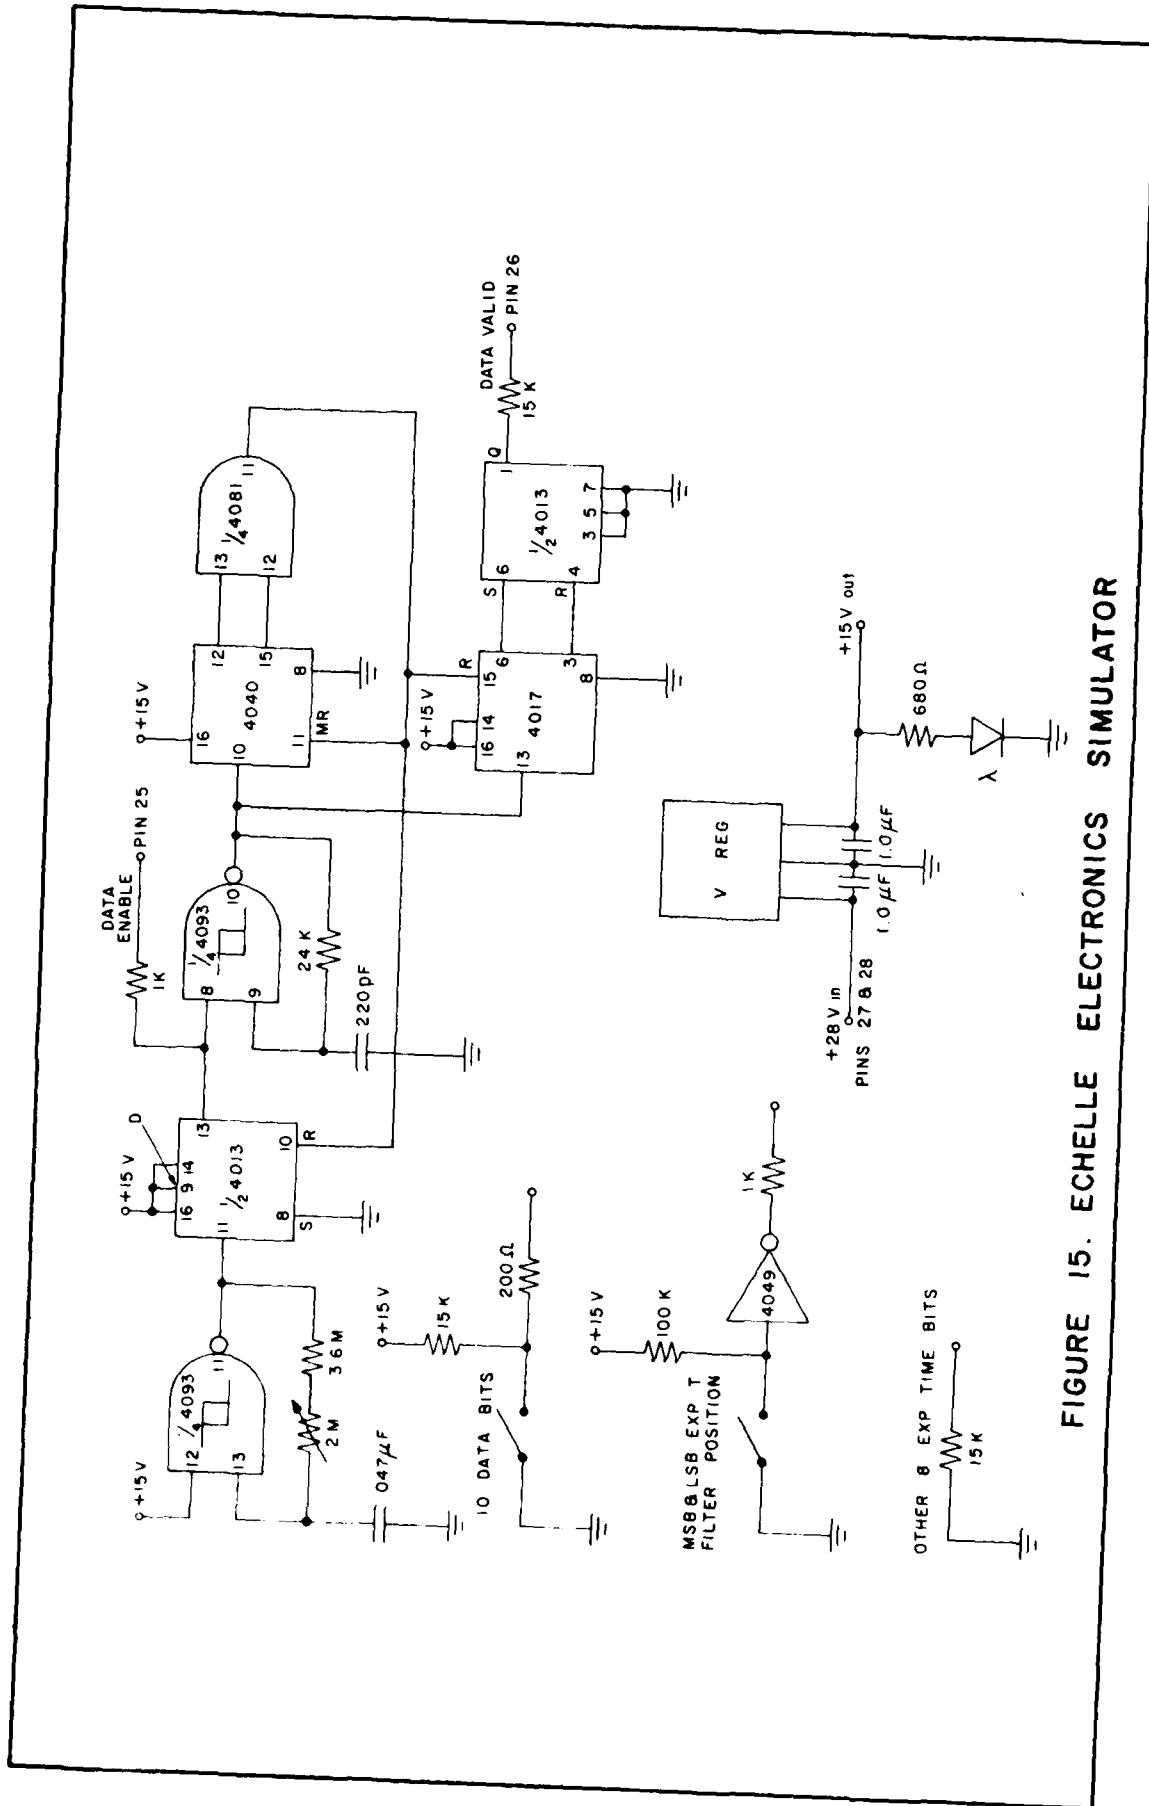 +15V
12
13
1/4 4093
11
2M
36M
047µF
+15V
D
16 9 14
11
1/2 4013
13
8
S
10
R
DATA
ENABLE
1K
PIN 25
8
9
1/4 4093
10
24K
220pF
+15V
16
10
4040
12
15
11
MR
8
13
12
1/4 4081
11
+15V
R
16 14 15
13
4017
6
3
8
S
6
R
4
1/2 4013
Q
1
3 5 7
DATA VALID
PIN 26
15K
10 DATA BITS
+15V
15K
200Ω
MSB & LSB EXP T
FILTER POSITION
+15V
100K
4049
1K
OTHER 8 EXP TIME BITS
15K
V REG
+28V in
PINS 27 & 28
1.0µF
1.0µF
+15V out
680Ω
λ
FIGURE 15. ECHELLE ELECTRONICS SIMULATOR